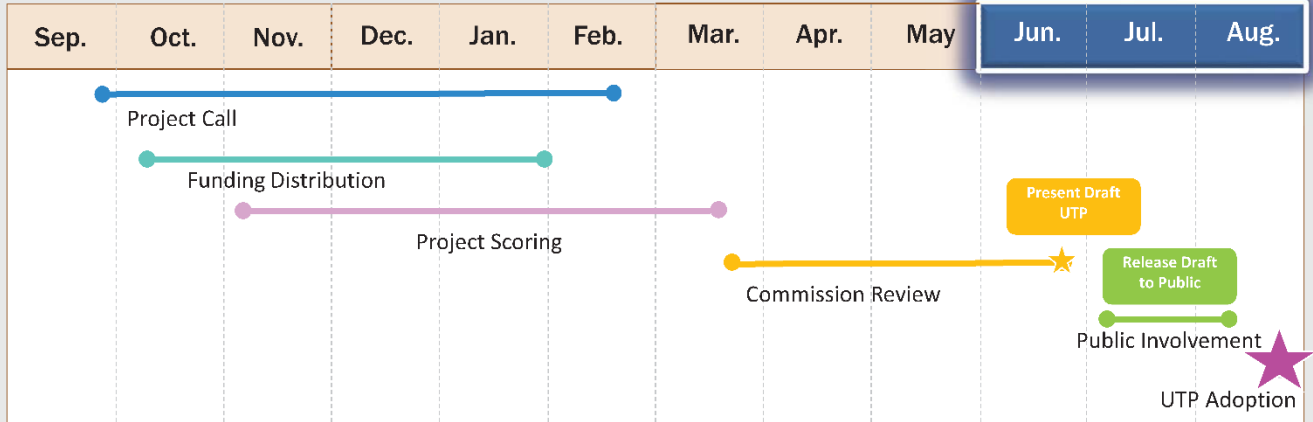 Sep. Oct. Nov. Dec. Jan. Feb. Mar. Apr. May Jun. Jul. Aug.
Project Call
Funding Distribution
Project Scoring
Present Draft
UTP
Commission Review
Release Draft
to Public
Public Involvement
UTP Adoption